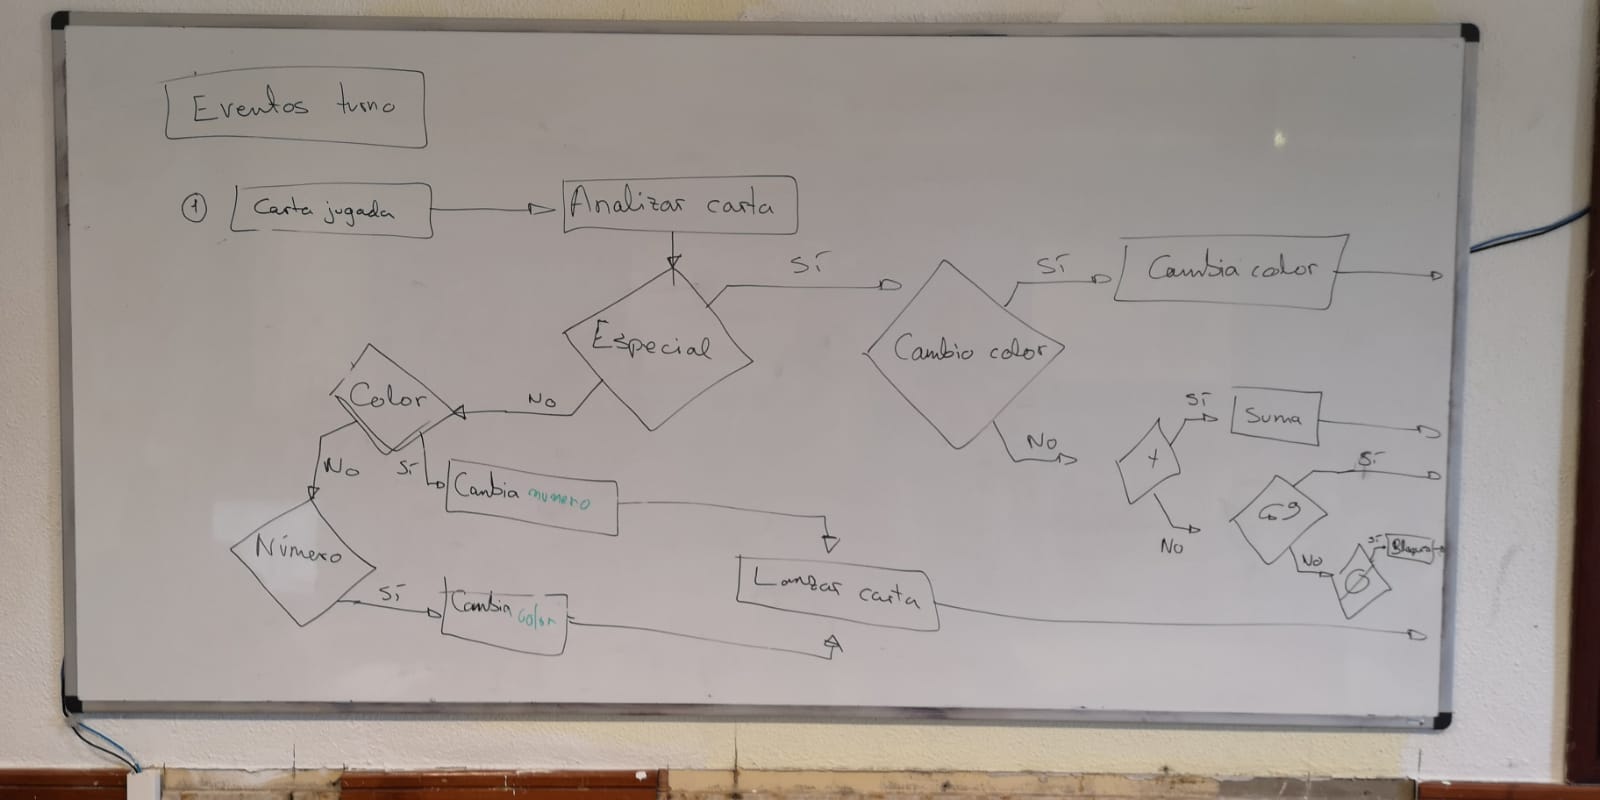 Eventos turno
1 Carta jugada
Analizar carta
Especial
SÍ
Cambio color
SÍ
Cambia color
No
Color
No
SÍ
Cambia numero
Número
SÍ
Cambia color
Lanzar carta
No
+
SÍ
Suma
No
SÍ
No
SÍ
Bloqueo